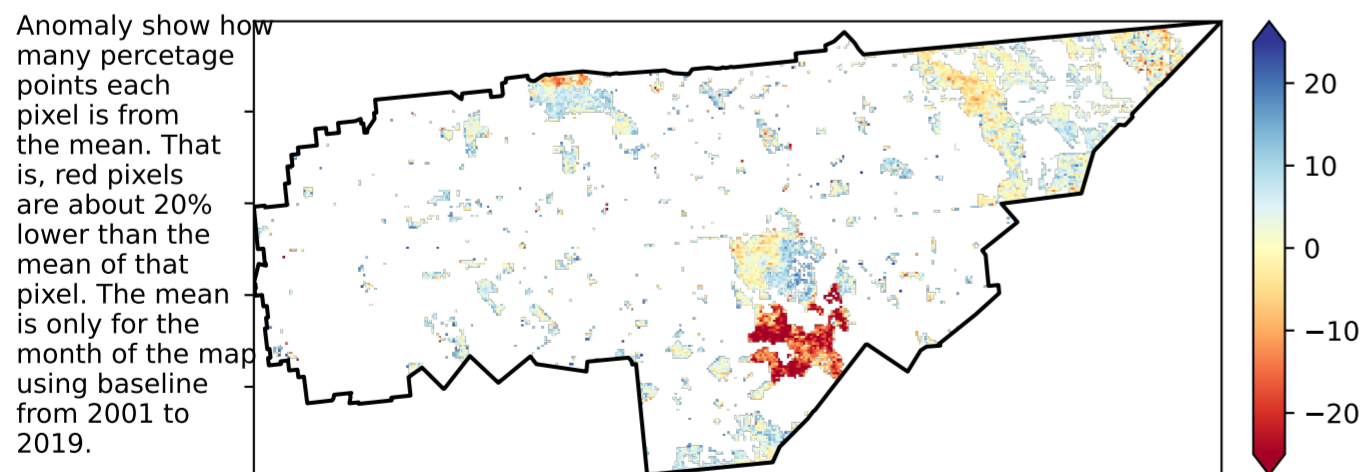 Anomaly show how
many percetage
points each
pixel is from
the mean. That
is, red pixels
are about 20%
lower than the
mean of that
pixel. The mean
is only for the
month of the map
using baseline
from 2001 to
2019.
20
10
0
−10
−20